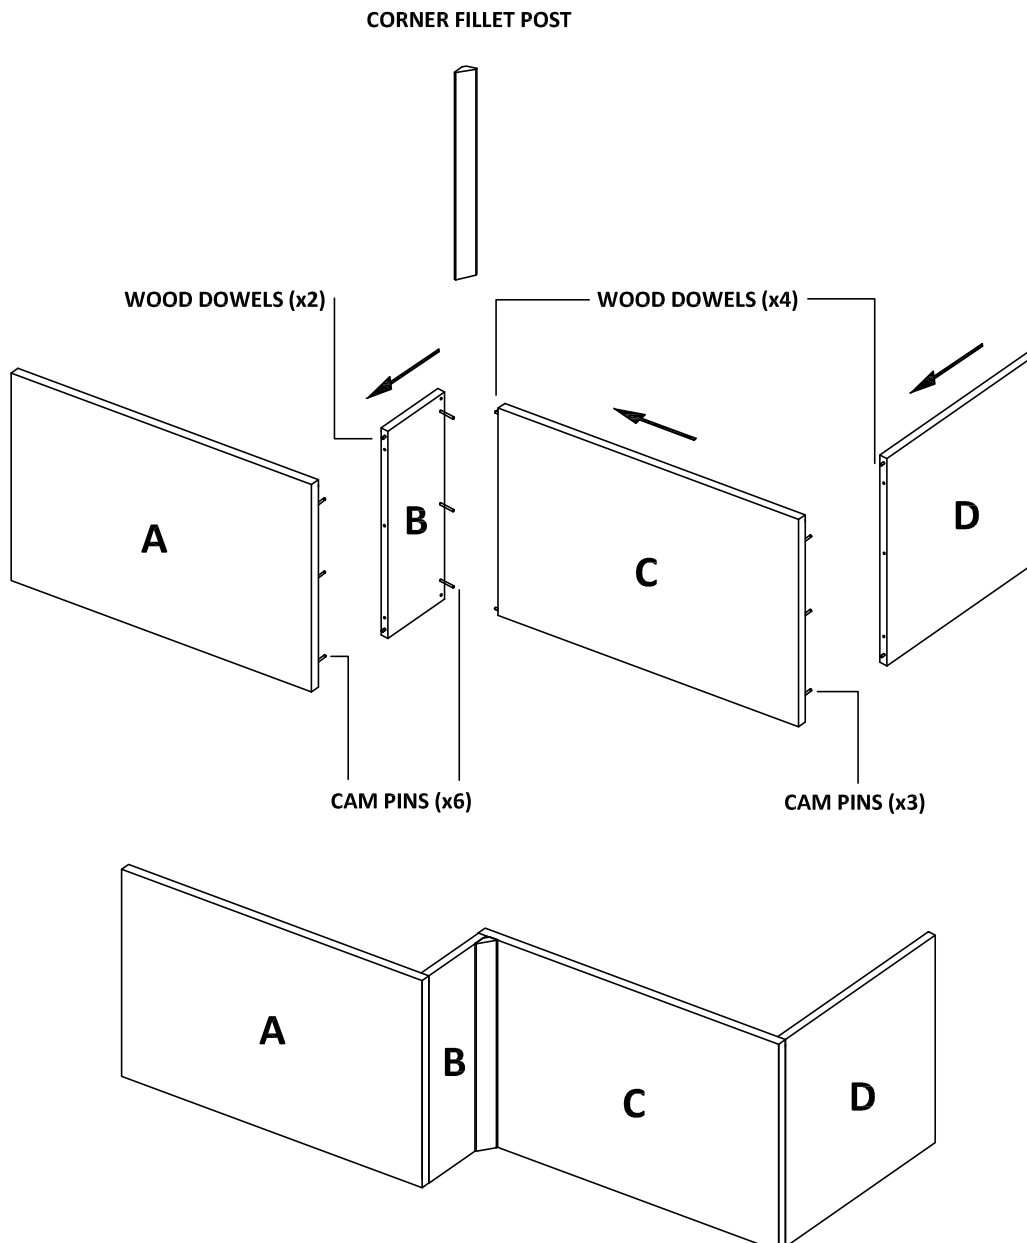 CORNER FILLET POST
WOOD DOWELS (x2)
WOOD DOWELS (x4)
A
B
C
D
CAM PINS (x6)
CAM PINS (x3)
A
B
C
D